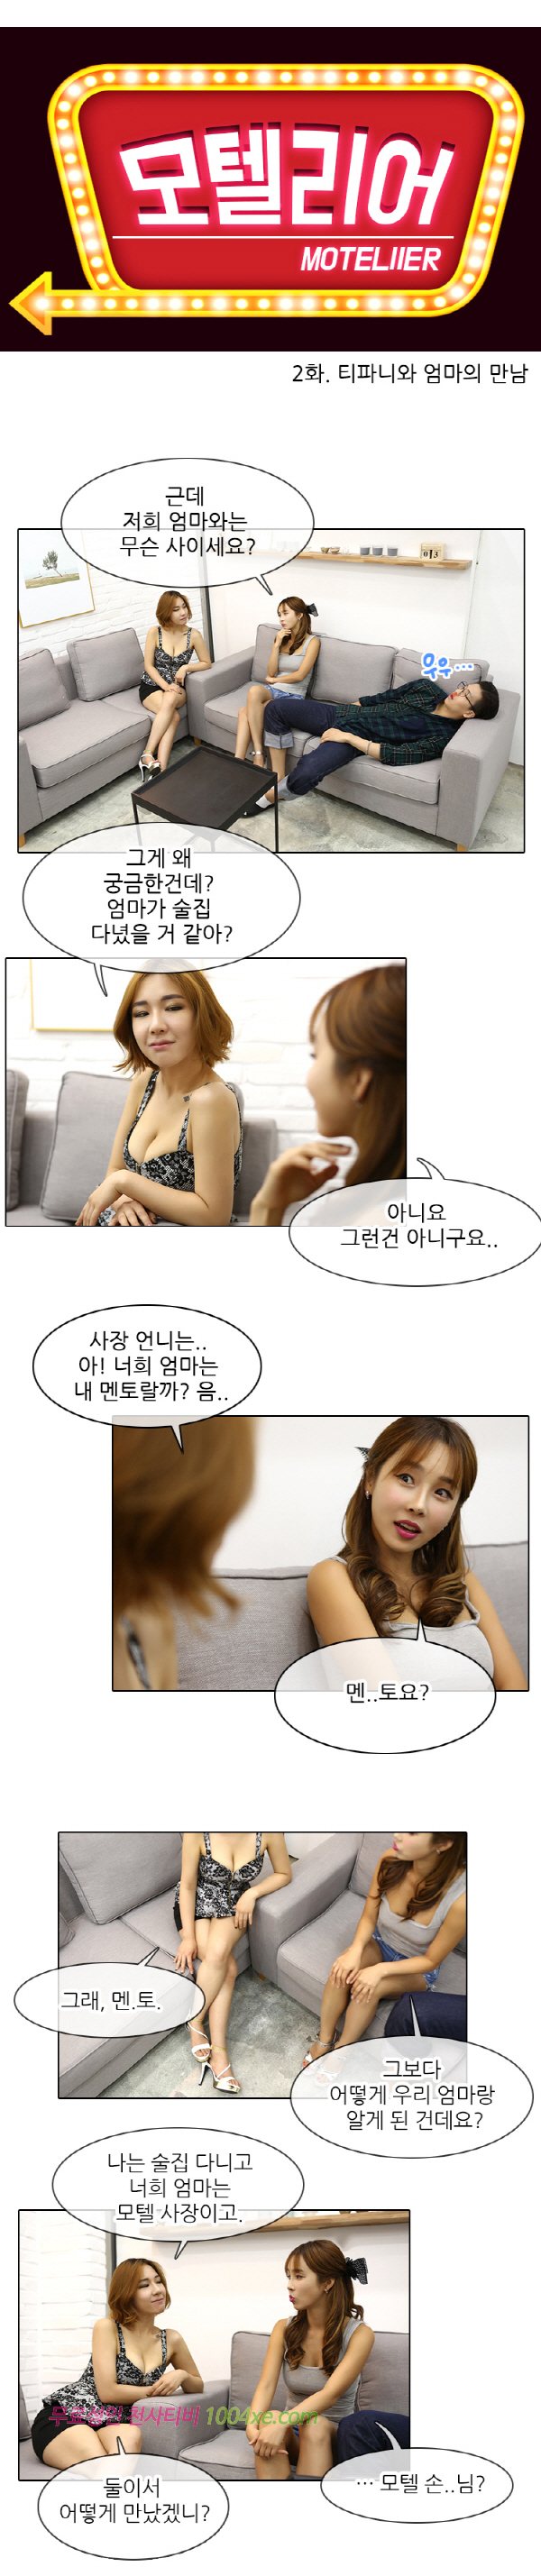 모텔리어
MOTELIIER
2화. 티파니와 엄마의 만남
근데
저희 엄마와는
무슨 사이세요?
우우...
그게 왜
궁금한건데?
엄마가 술집
다녔을 거 같아?
아니요
그런건 아니구요..
사장 언니는..
아! 너희 엄마는
내 멘토랄까? 음..
멘..토요?
그래, 멘.토.
그보다
어떻게 우리 엄마랑
알게 된 건데요?
나는 술집 다니고
너희 엄마는
모텔 사장이고.
1004xe.com
둘이서
어떻게 만났겠니?
... 모텔 손..님?